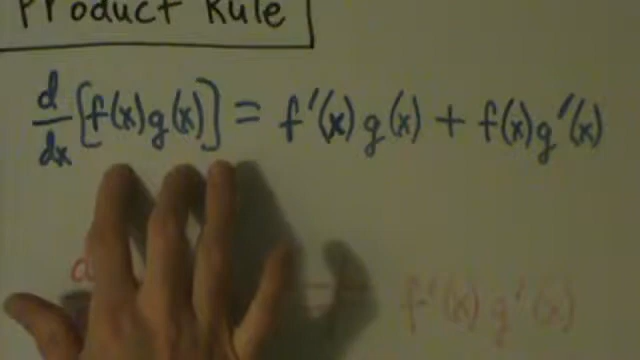 Product Rule
d/dx [f(x)g(x)] = f'(x)g(x) + f(x)g'(x)
= f'(x)g'(x)